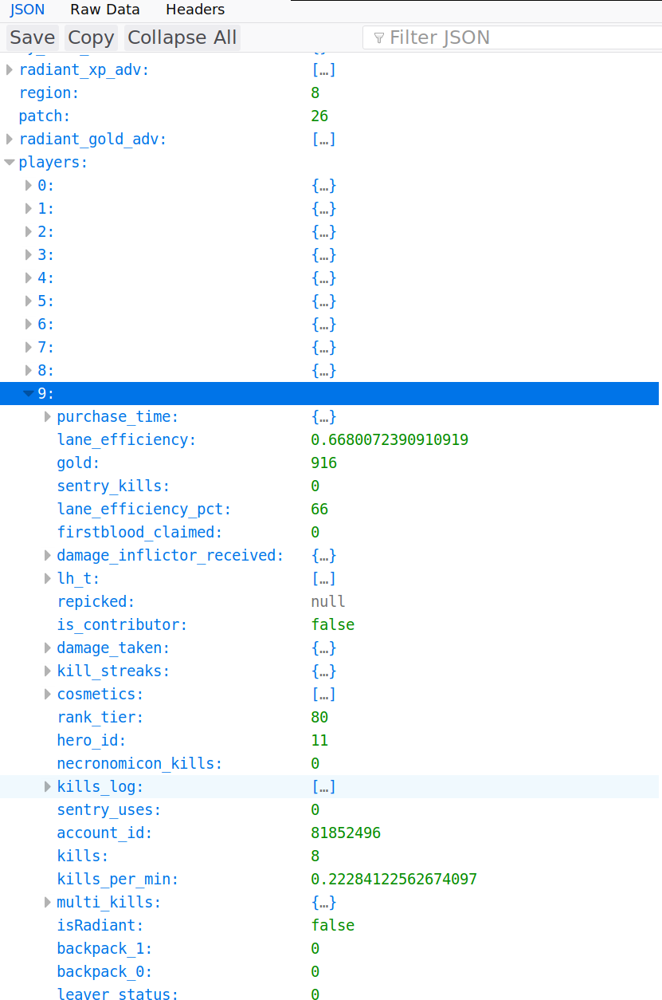 JSON Raw Data Headers
Save Copy Collapse All Filter JSON
radiant_xp_adv: […]
region: 8
patch: 26
radiant_gold_adv: […]
players:
0: {…}
1: {…}
2: {…}
3: {…}
4: {…}
5: {…}
6: {…}
7: {…}
8: {…}
9:
purchase_time: {…}
lane_efficiency: 0.6680072390910919
gold: 916
sentry_kills: 0
lane_efficiency_pct: 66
firstblood_claimed: 0
damage_inflictor_received: {…}
lh_t: […]
repicked: null
is_contributor: false
damage_taken: {…}
kill_streaks: {…}
cosmetics: […]
rank_tier: 80
hero_id: 11
necronomicon_kills: 0
kills_log: […]
sentry_uses: 0
account_id: 81852496
kills: 8
kills_per_min: 0.22284122562674097
multi_kills: {…}
isRadiant: false
backpack_1: 0
backpack_0: 0
leaver_status: 0